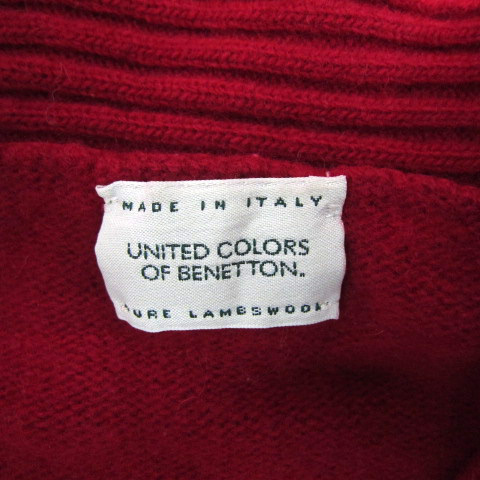 MADE IN ITALY
UNITED COLORS
OF BENETTON.
PURE LAMBSWOOL